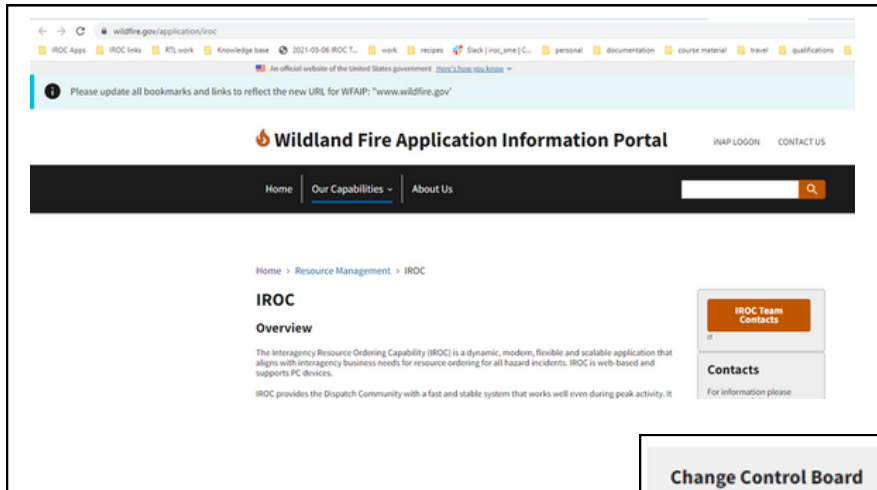 wildfire.gov/application/iroc
IROC Apps IROC links RTL work Knowledge base 2021-05-06 IROC T... work recipes Slack | iroc_sme | C... personal documentation course material travel qualifications
An official website of the United States government Here's how you know
Please update all bookmarks and links to reflect the new URL for WFAIP: "www.wildfire.gov'
Wildland Fire Application Information Portal
iNAP LOGON CONTACT US
Home Our Capabilities About Us
Home > Resource Management > IROC
IROC
Overview
The Interagency Resource Ordering Capability (IROC) is a dynamic, modern, flexible and scalable application that
aligns with interagency business needs for resource ordering for all hazard incidents. IROC is web-based and
supports PC devices.
IROC provides the Dispatch Community with a fast and stable system that works well even during peak activity. It
IROC Team
Contacts
Contacts
For information please
Change Control Board